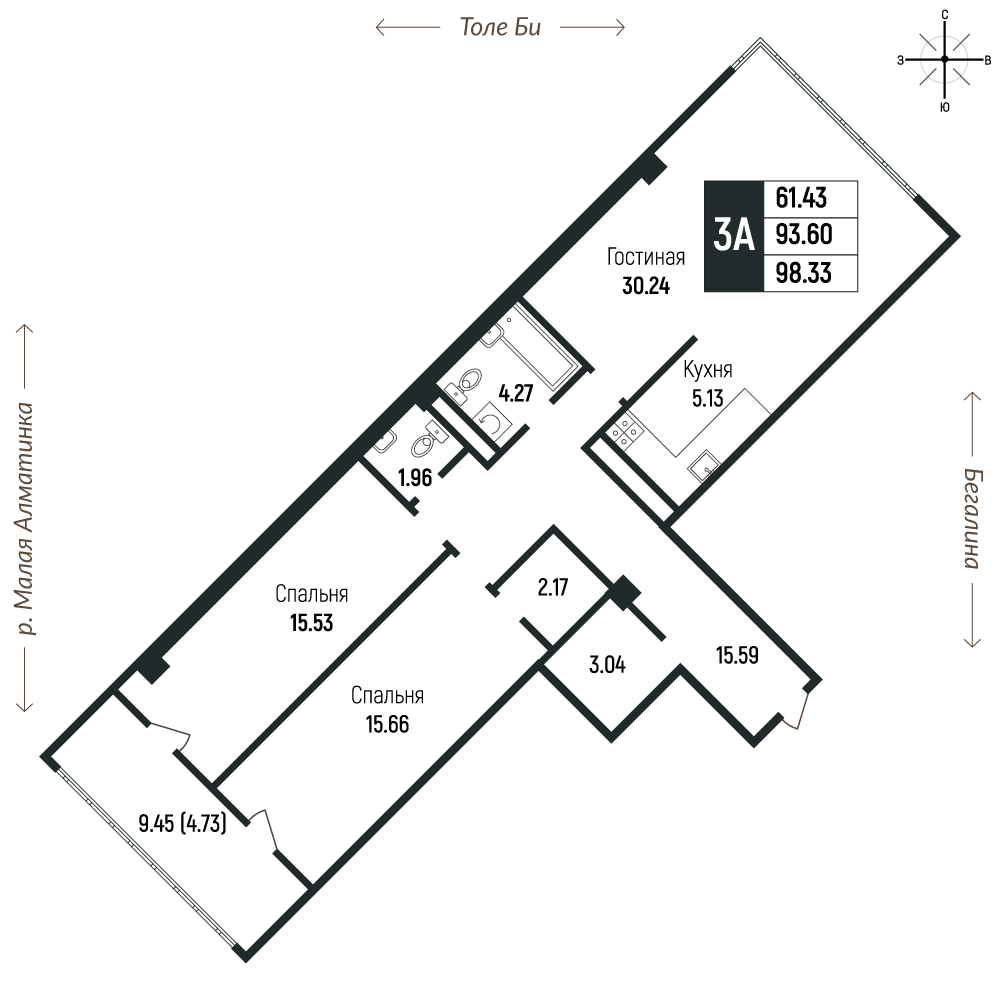 Толе Би
С
З
В
Ю
3А
61.43
93.60
98.33
Гостиная
30.24
Кухня
5.13
4.27
1.96
р. Малая Алматинка
Бегалина
Спальня
15.53
2.17
3.04
15.59
Спальня
15.66
9.45 (4.73)